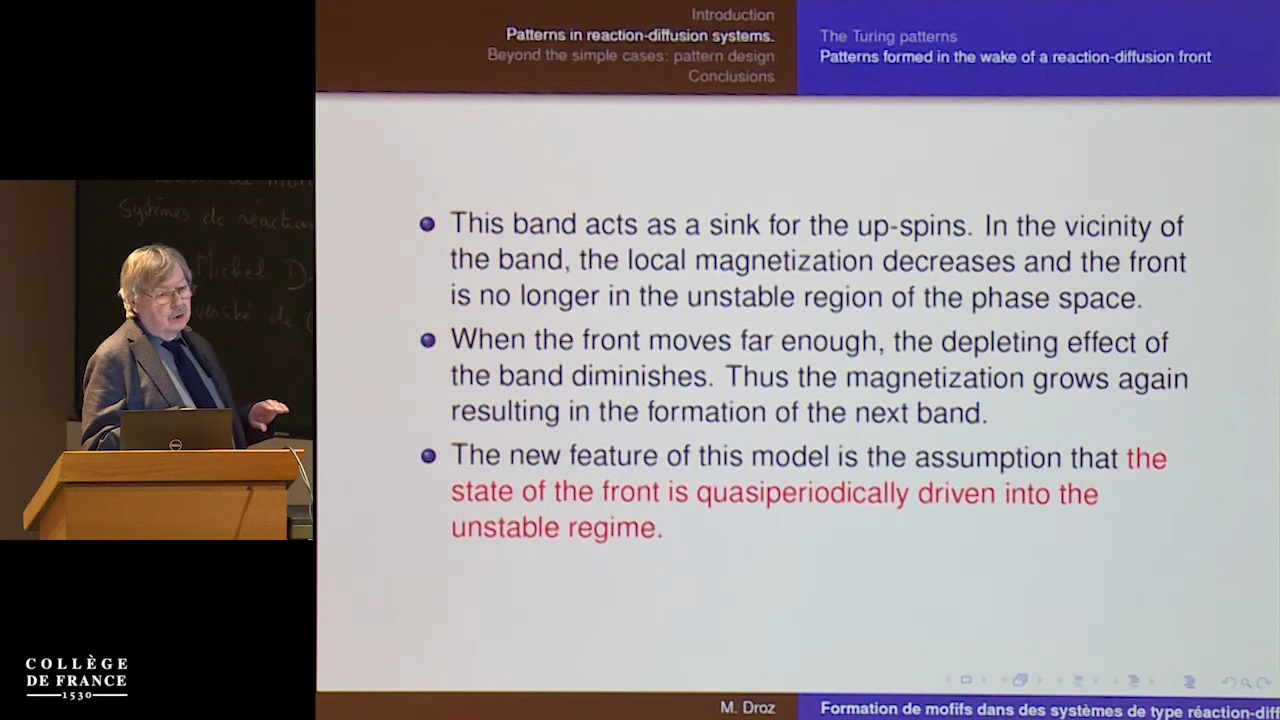 Introduction
Patterns in reaction-diffusion systems.
Beyond the simple cases: pattern design
Conclusions
The Turing patterns
Patterns formed in the wake of a reaction-diffusion front
This band acts as a sink for the up-spins. In the vicinity of
the band, the local magnetization decreases and the front
is no longer in the unstable region of the phase space.
When the front moves far enough, the depleting effect of
the band diminishes. Thus the magnetization grows again
resulting in the formation of the next band.
The new feature of this model is the assumption that the
state of the front is quasiperiodically driven into the
unstable regime.
M. Droz
Formation de mofifs dans des systèmes de type réaction-diff
Systèmes de réaction
Michel D
DELL
COLLÈGE
DE FRANCE
1530